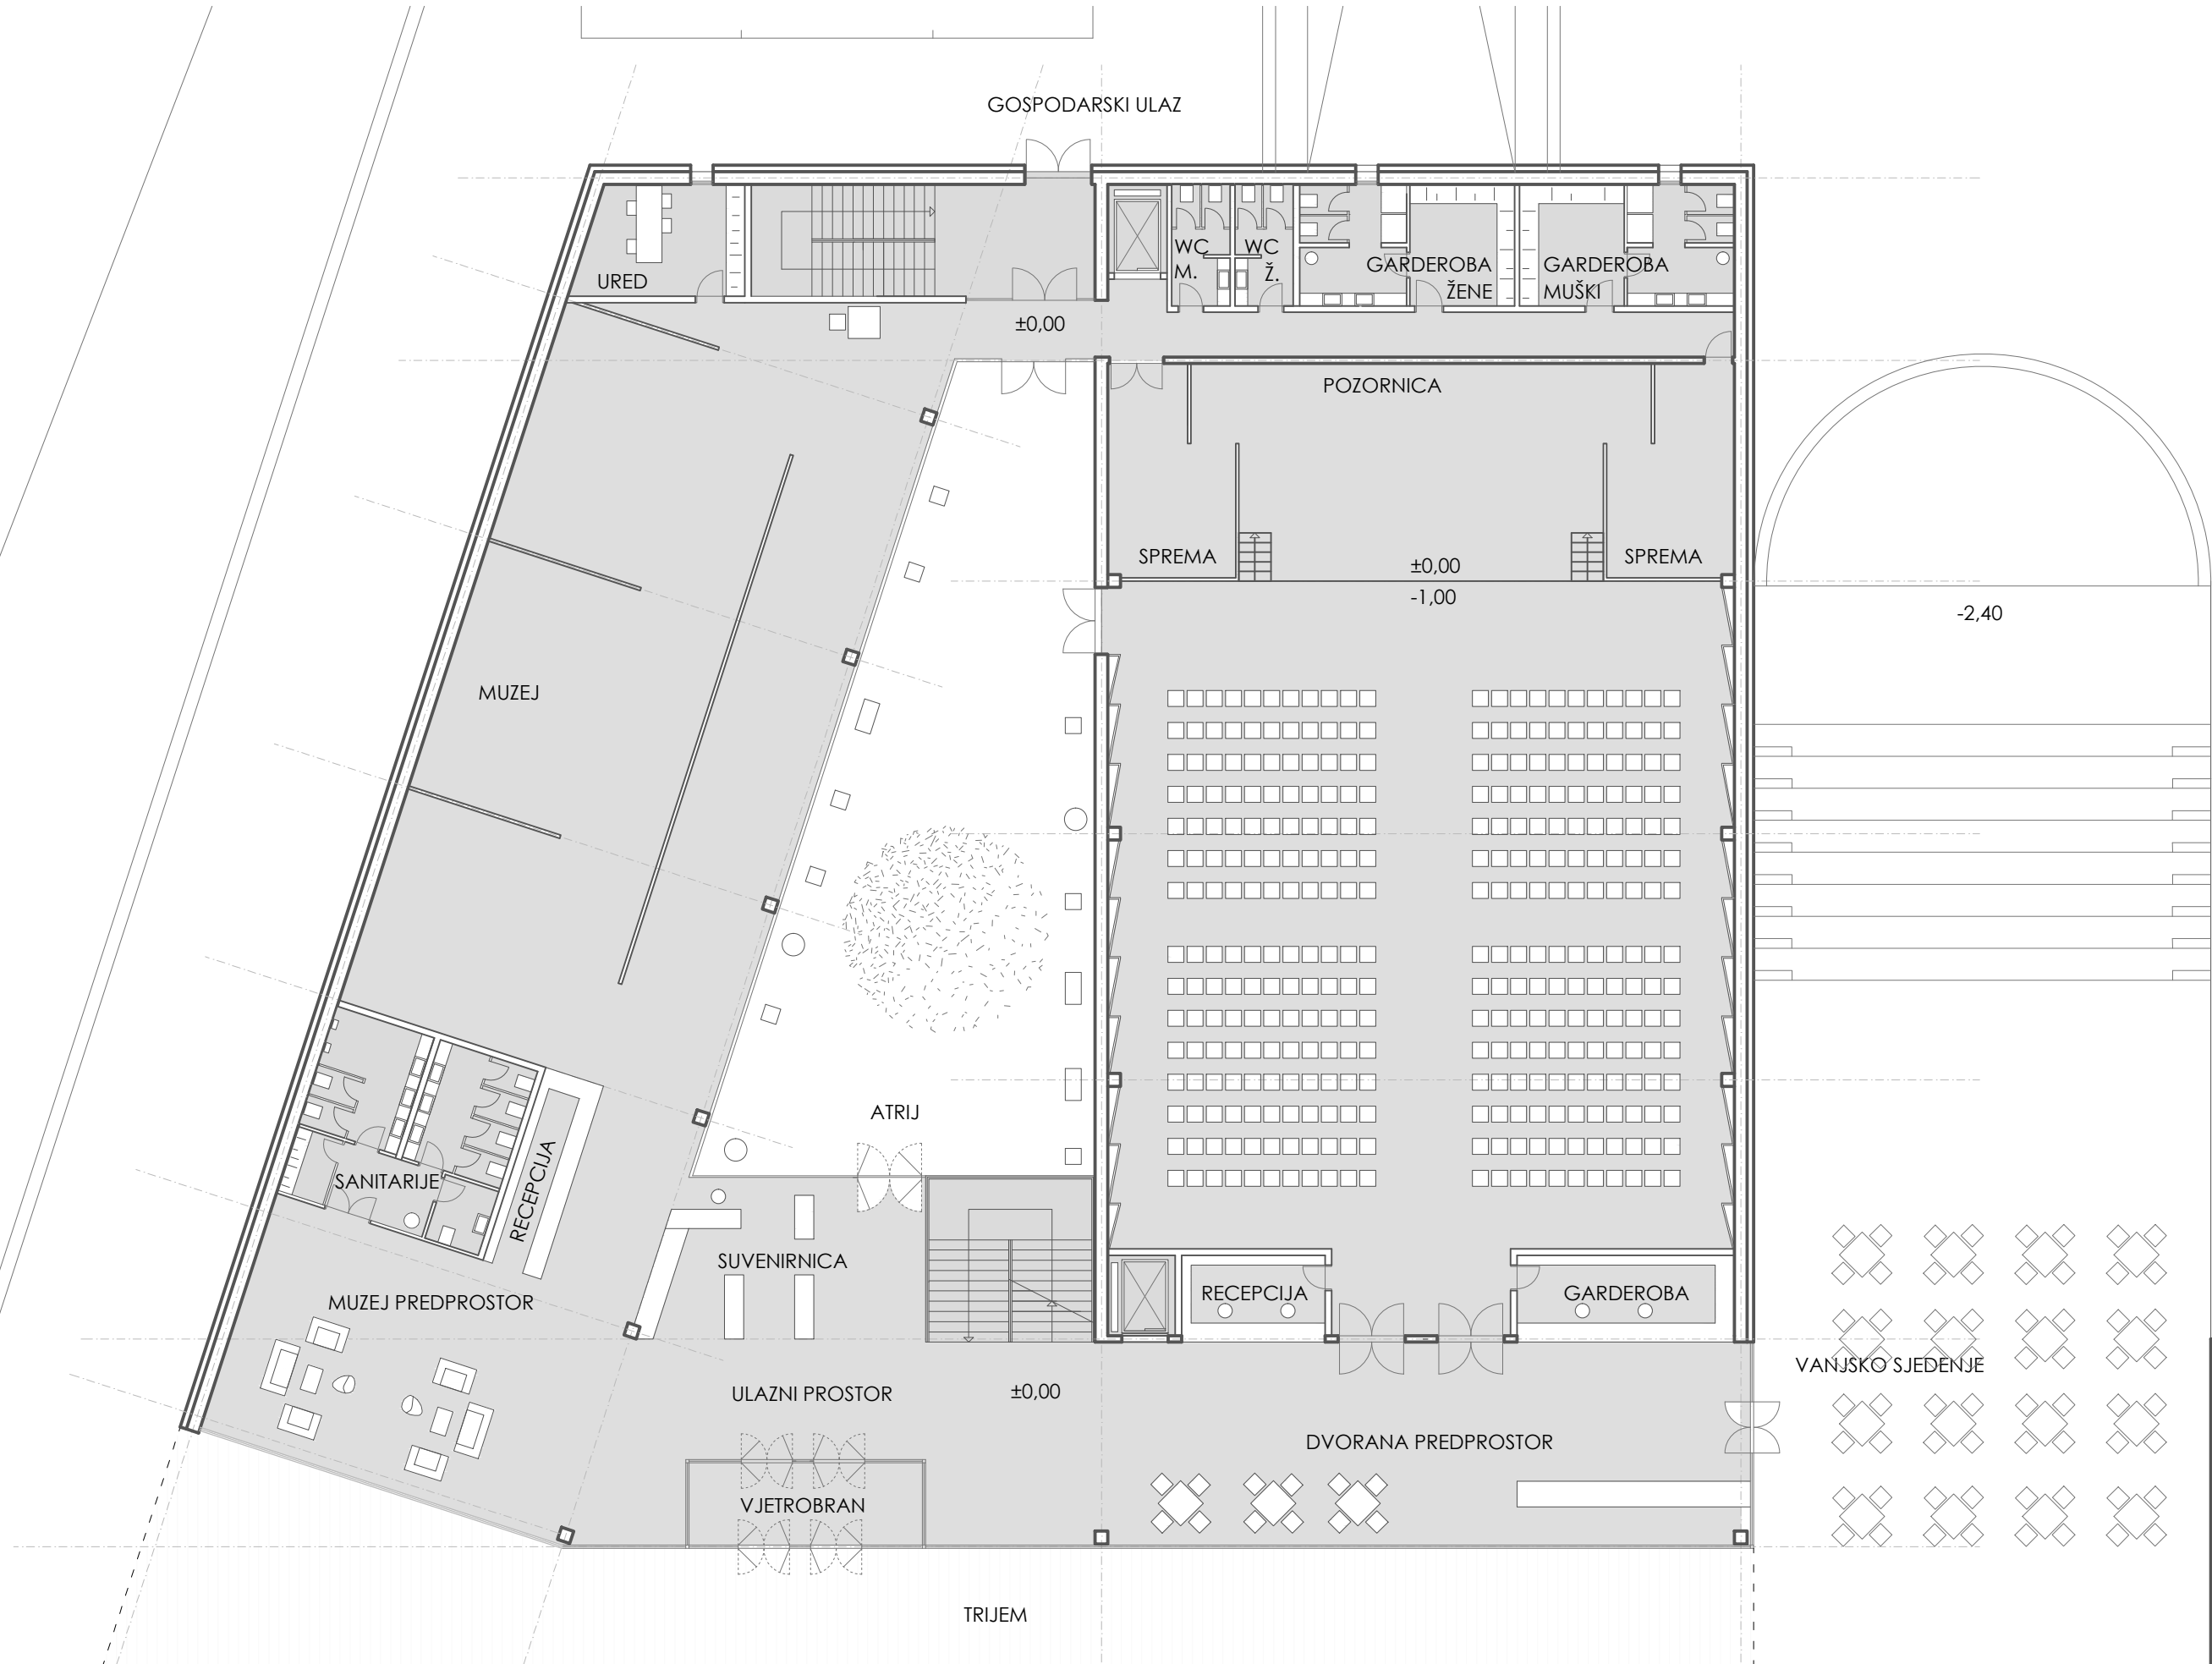 GOSPODARSKI ULAZ
URED
WC
M.
WC
Ž.
GARDEROBA
ŽENE
GARDEROBA
MUŠKI
±0,00
POZORNICA
SPREMA
SPREMA
±0,00
-1,00
-2,40
MUZEJ
ATRIJ
SANITARIJE
RECEPCIJA
SUVENIRNICA
RECEPCIJA
GARDEROBA
MUZEJ PREDPROSTOR
VANJSKO SJEDENJE
ULAZNI PROSTOR
±0,00
DVORANA PREDPROSTOR
VJETROBRAN
TRIJEM